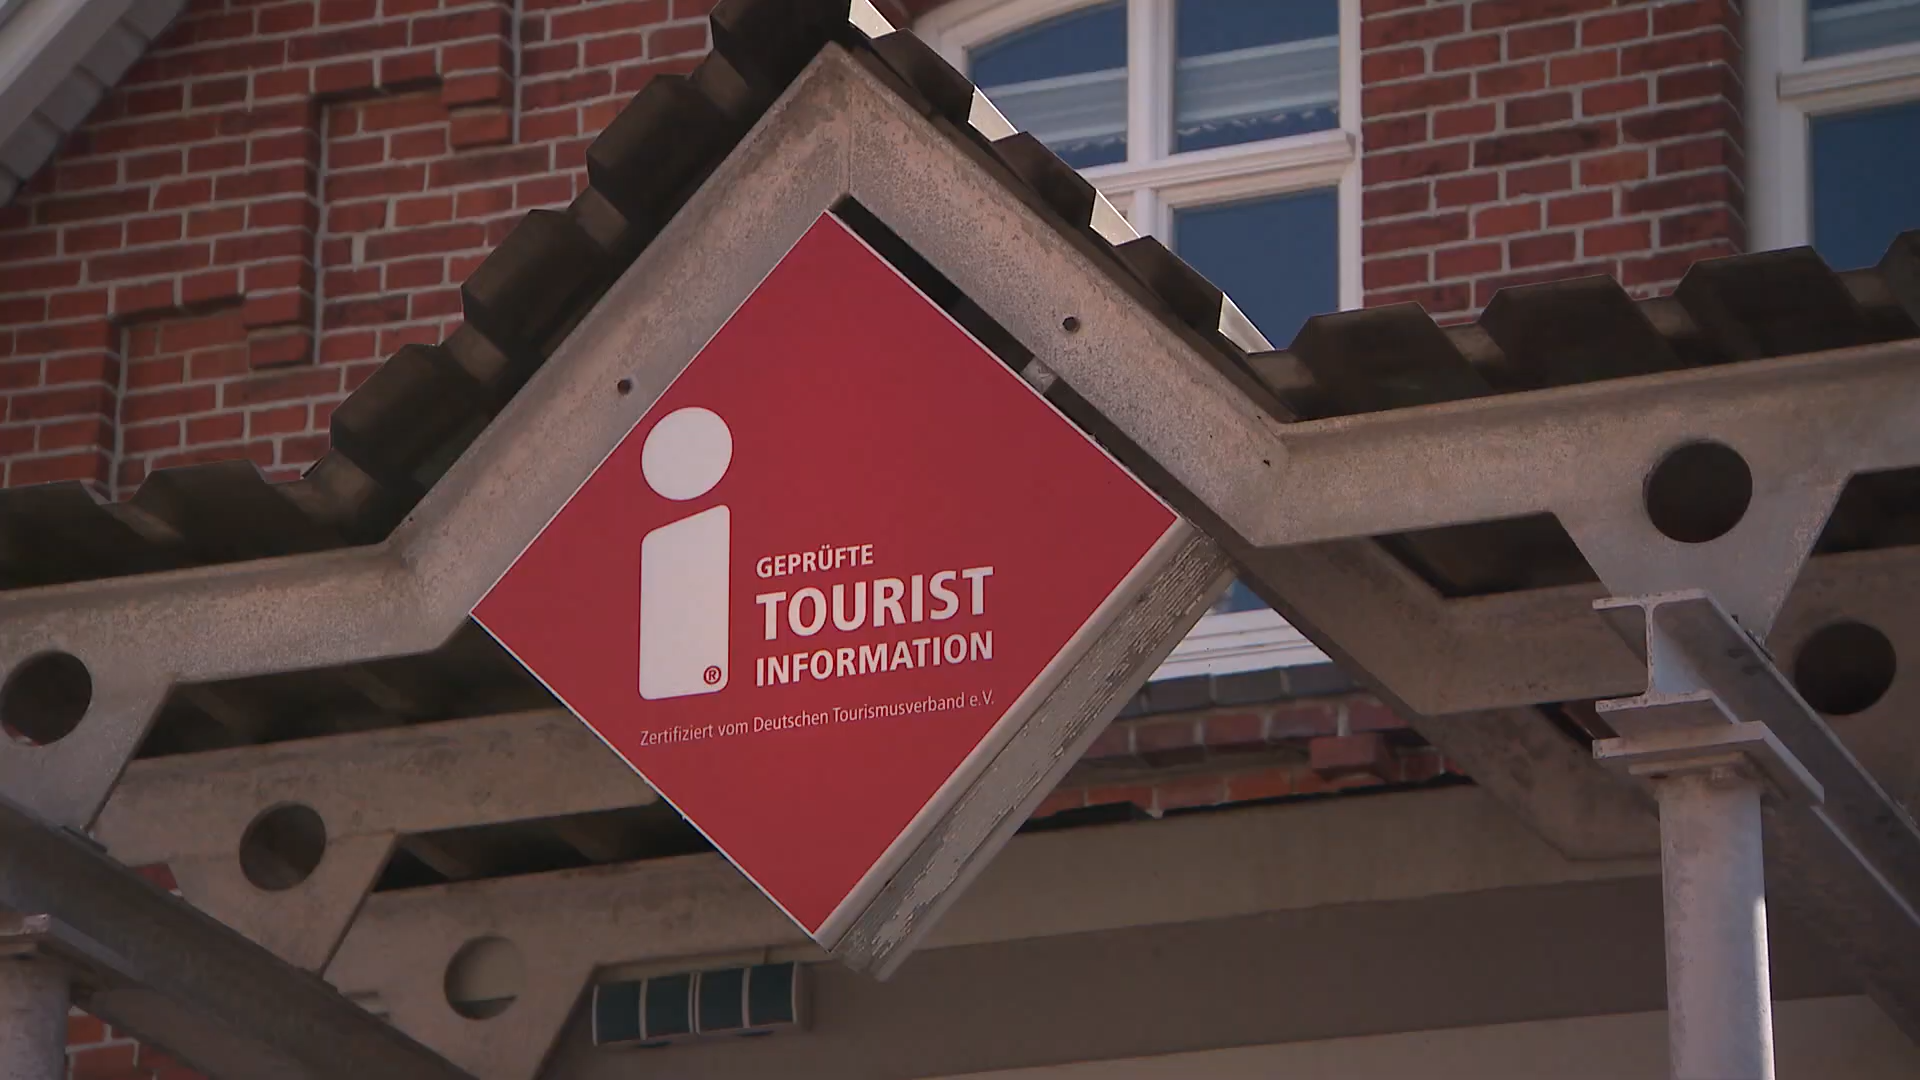 i
®
GEPRÜFTE
TOURIST
INFORMATION
Zertifiziert vom Deutschen Tourismusverband e.V.